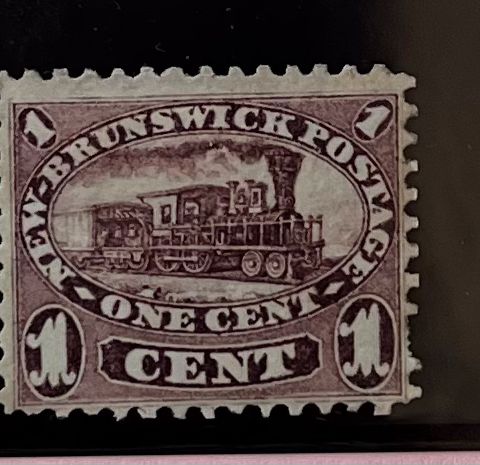 1 1
NEW-BRUNSWICK POSTAGE
ONE CENT
1 CENT 1